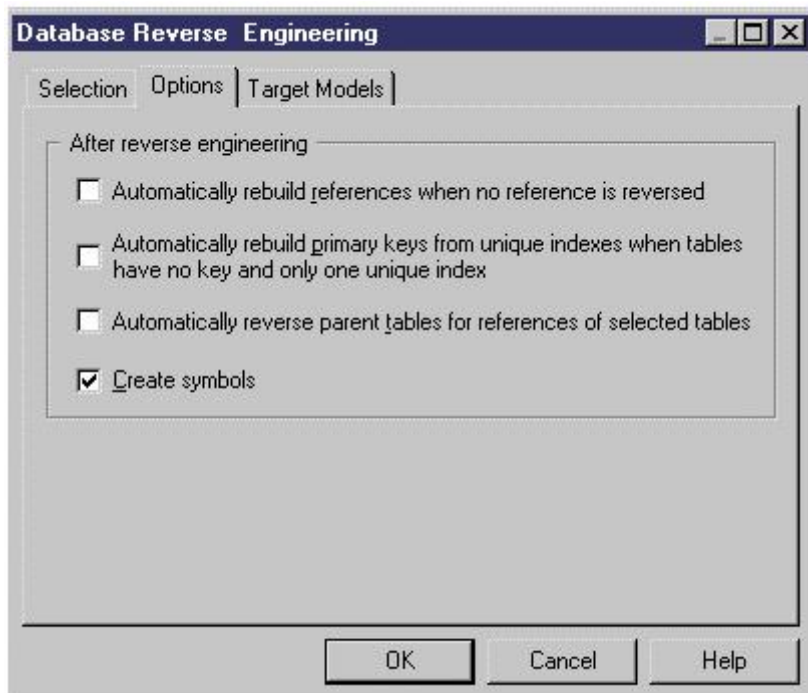 Database Reverse Engineering
Selection Options Target Models
After reverse engineering
Automatically rebuild references when no reference is reversed
Automatically rebuild primary keys from unique indexes when tables
have no key and only one unique index
Automatically reverse parent tables for references of selected tables
Create symbols
OK Cancel Help